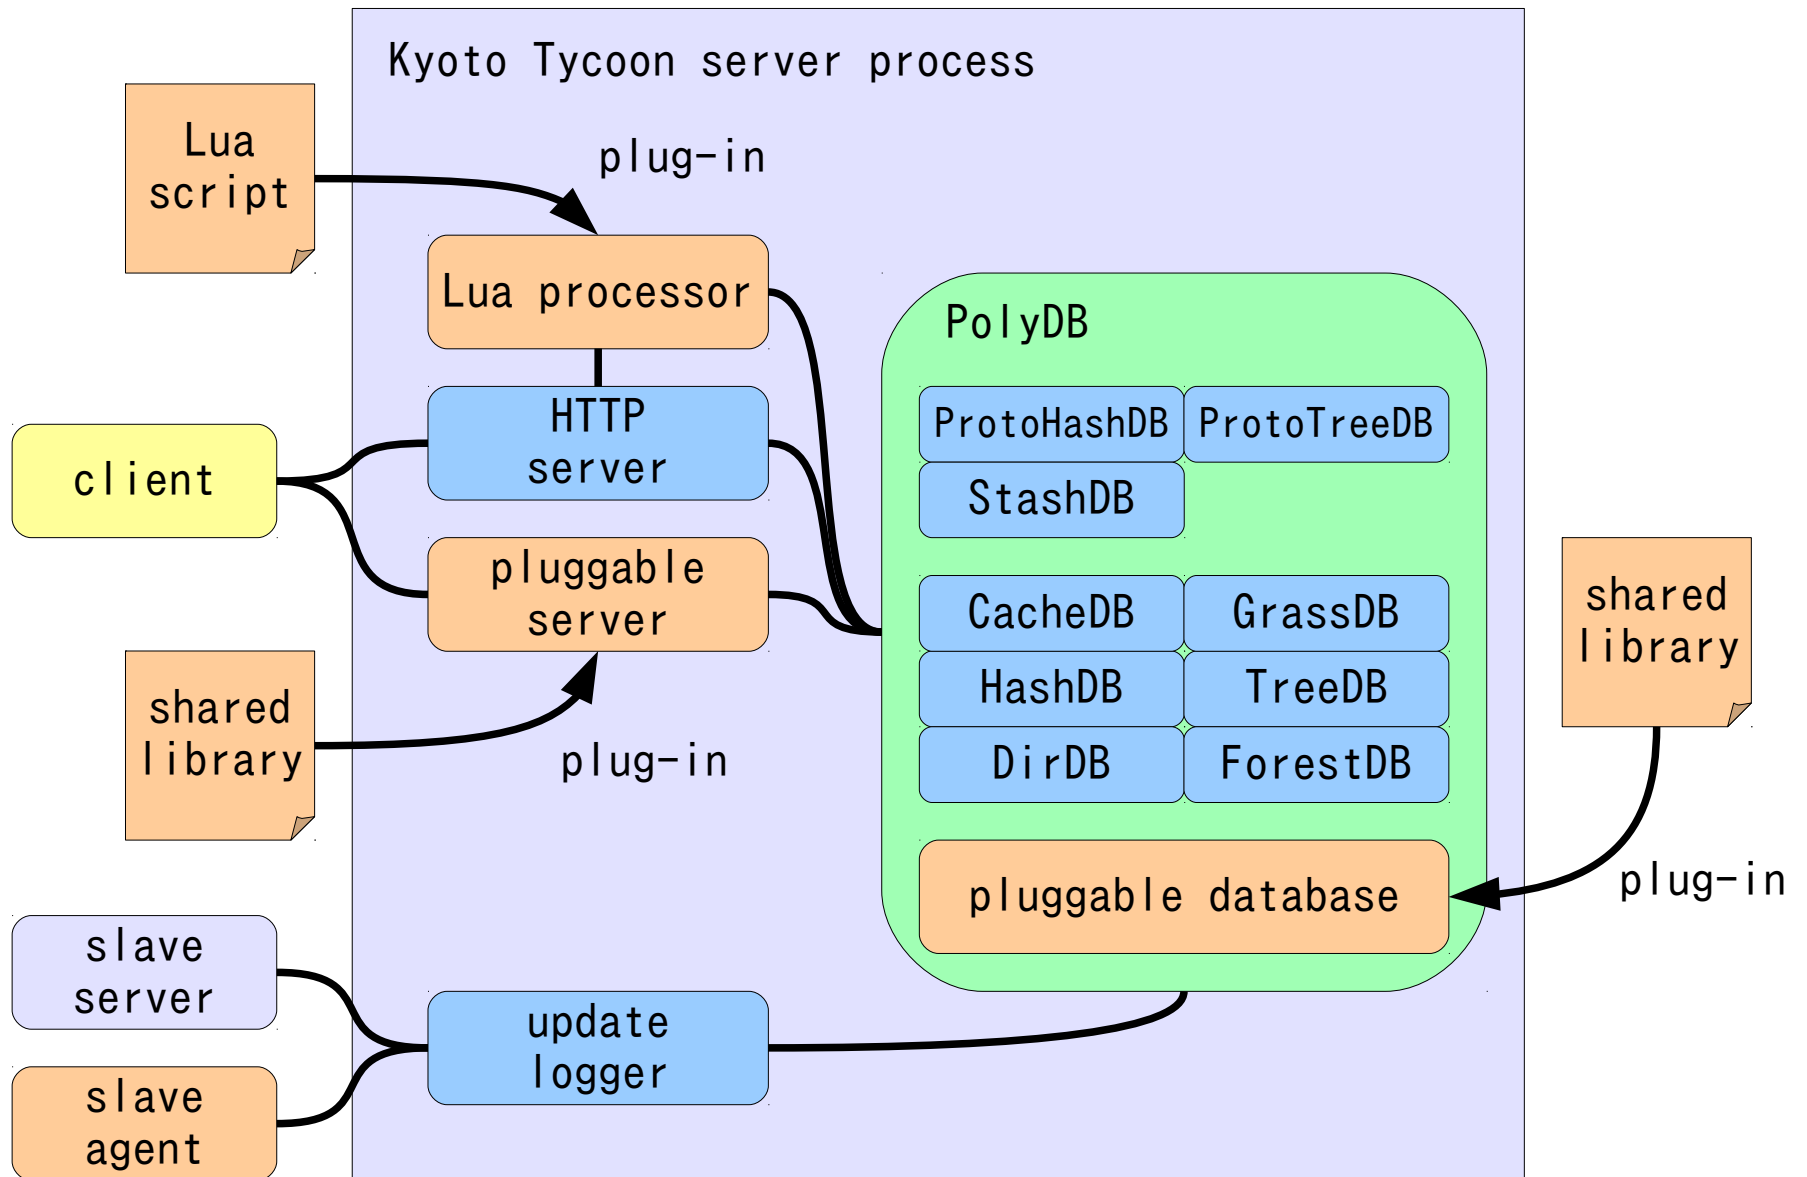 Kyoto Tycoon server process
Lua
script
plug-in
Lua processor
PolyDB
HTTP
server
ProtoHashDB
ProtoTreeDB
client
StashDB
pluggable
server
CacheDB
GrassDB
shared
library
HashDB
TreeDB
shared
library
plug-in
DirDB
ForestDB
pluggable database
plug-in
slave
server
update
logger
slave
agent